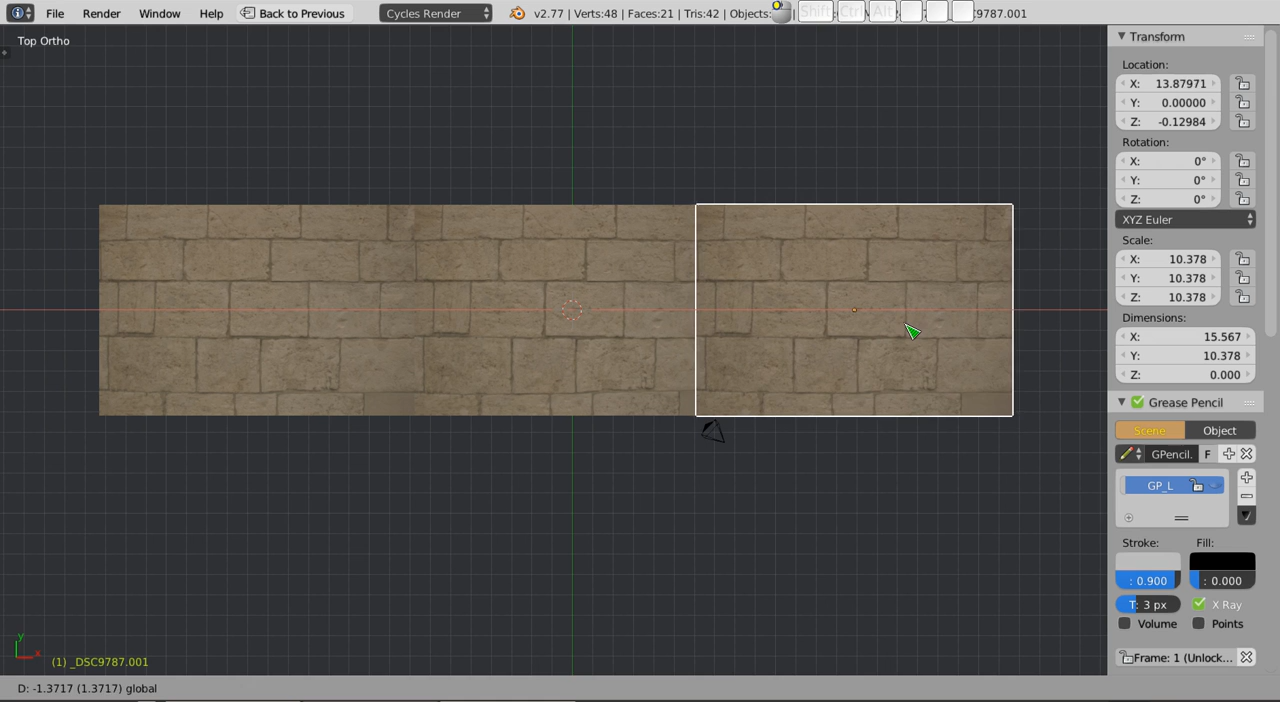 File Render Window Help Back to Previous Cycles Render v2.77 | Verts:48 | Faces:21 | Tris:42 | Objects: Shift Ctrl Alt 9787.001
Top Ortho
Transform
Location:
X: 13.87971
Y: 0.00000
Z: -0.12984
Rotation:
X: 0°
Y: 0°
Z: 0°
XYZ Euler
Scale:
X: 10.378
Y: 10.378
Z: 10.378
Dimensions:
X: 15.567
Y: 10.378
Z: 0.000
Grease Pencil
Scene Object
GPencil. F
GP_L
Stroke: Fill:
: 0.900 : 0.000
T: 3 px X Ray
Volume Points
Frame: 1 (Unlock...
y
x
(1) _DSC9787.001
D: -1.3717 (1.3717) global